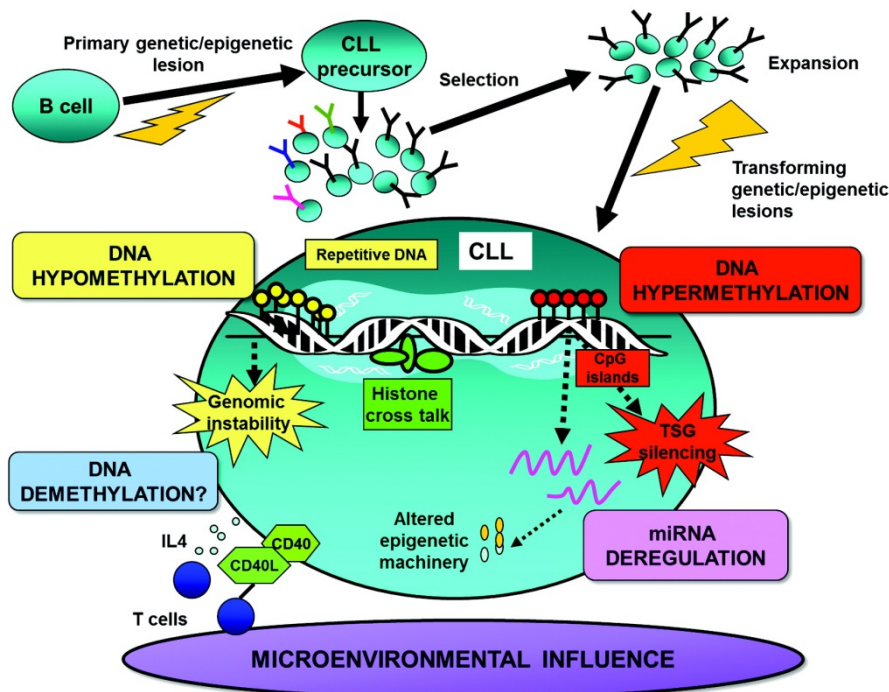 Primary genetic/epigenetic
lesion
B cell
CLL
precursor
Selection
Expansion
Transforming
genetic/epigenetic
lesions
DNA
HYPOMETHYLATION
Repetitive DNA
CLL
DNA
HYPERMETHYLATION
CpG
islands
Histone
cross talk
Genomic
instability
TSG
silencing
DNA
DEMETHYLATION?
IL4
CD40
CD40L
T cells
Altered
epigenetic
machinery
miRNA
DEREGULATION
MICROENVIRONMENTAL INFLUENCE